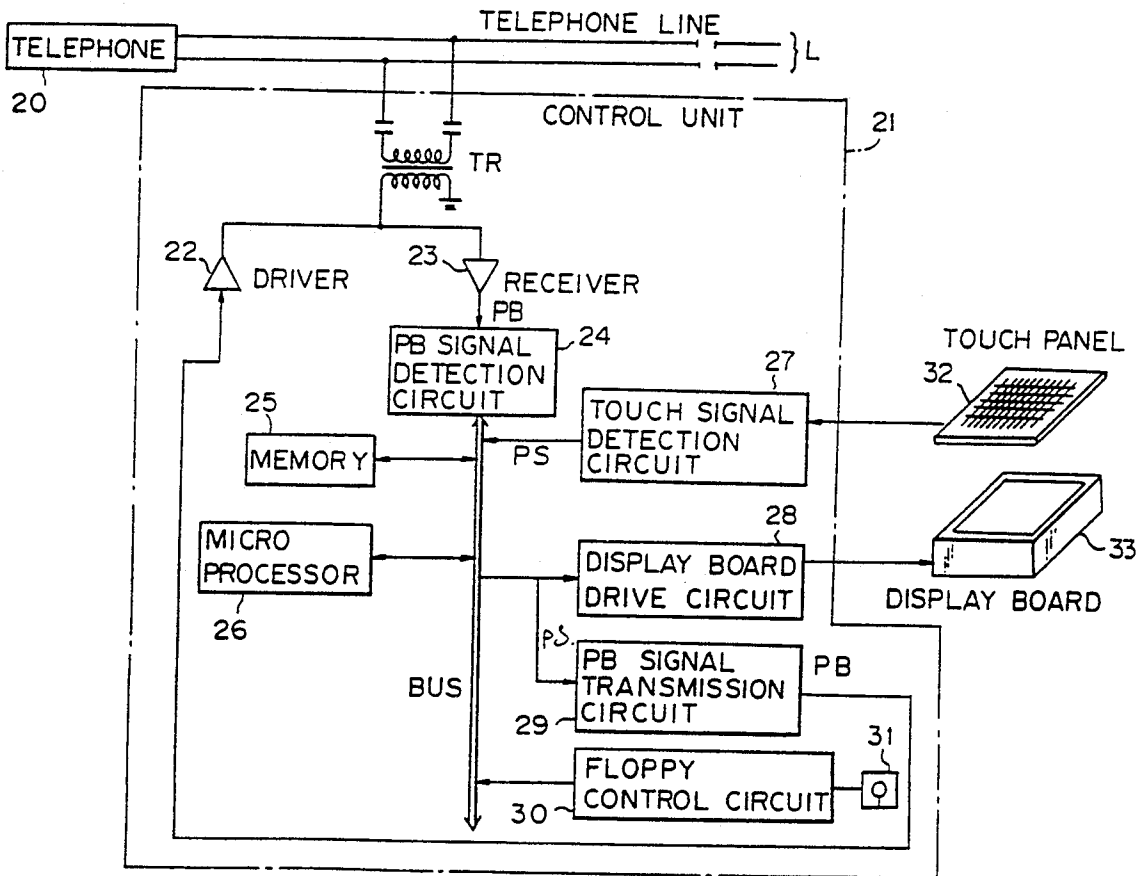 TELEPHONE LINE
TELEPHONE
L
20
CONTROL UNIT
21
TR
22
DRIVER
23
RECEIVER
PB
24
PB SIGNAL
DETECTION
CIRCUIT
TOUCH PANEL
32
27
TOUCH SIGNAL
DETECTION
CIRCUIT
25
MEMORY
PS
28
MICRO
PROCESSOR
26
DISPLAY BOARD
DRIVE CIRCUIT
33
DISPLAY BOARD
PS.
PB SIGNAL
TRANSMISSION
CIRCUIT
PB
BUS
29
31
FLOPPY
CONTROL CIRCUIT
30